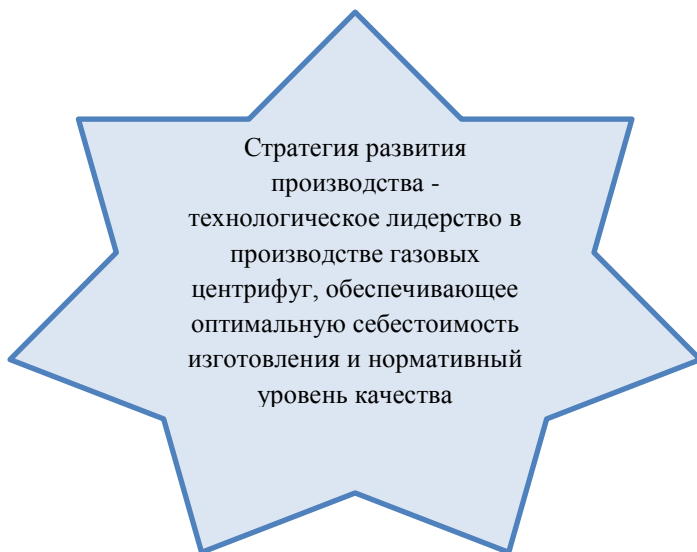 Стратегия развития
производства -
технологическое лидерство в
производстве газовых
центрифуг, обеспечивающее
оптимальную себестоимость
изготовления и нормативный
уровень качества